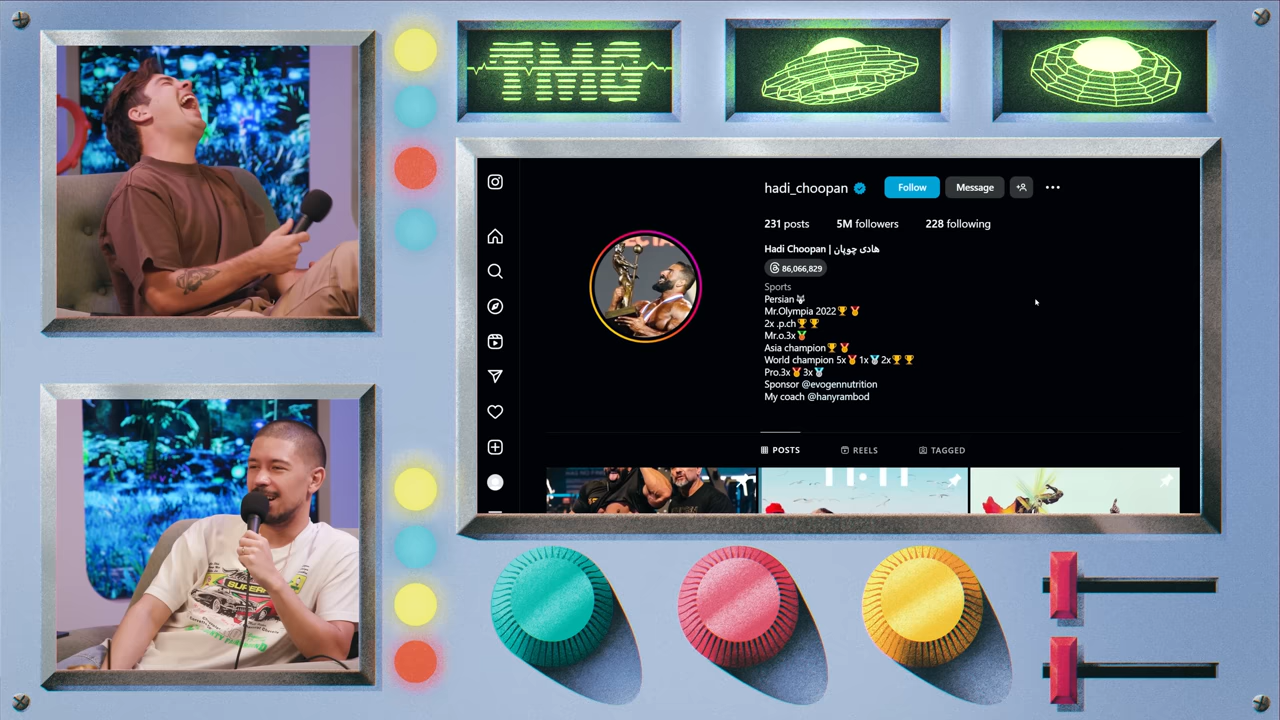 TMG
hadi_choopan
Follow
Message
231 posts
5M followers
228 following
Hadi Choopan | هادی چوپان
86,066,829
Sports
Persian
Mr.Olympia 2022🏆🏅
2x .p.ch🏆🏆
Mr.o.3x🥉
Asia champion🏆🏅
World champion 5x🥇1x🥈2x🏆🏆
Pro.3x🥇3x🥈
Sponsor @evogennutrition
My coach @hanyrambod
POSTS
REELS
TAGGED